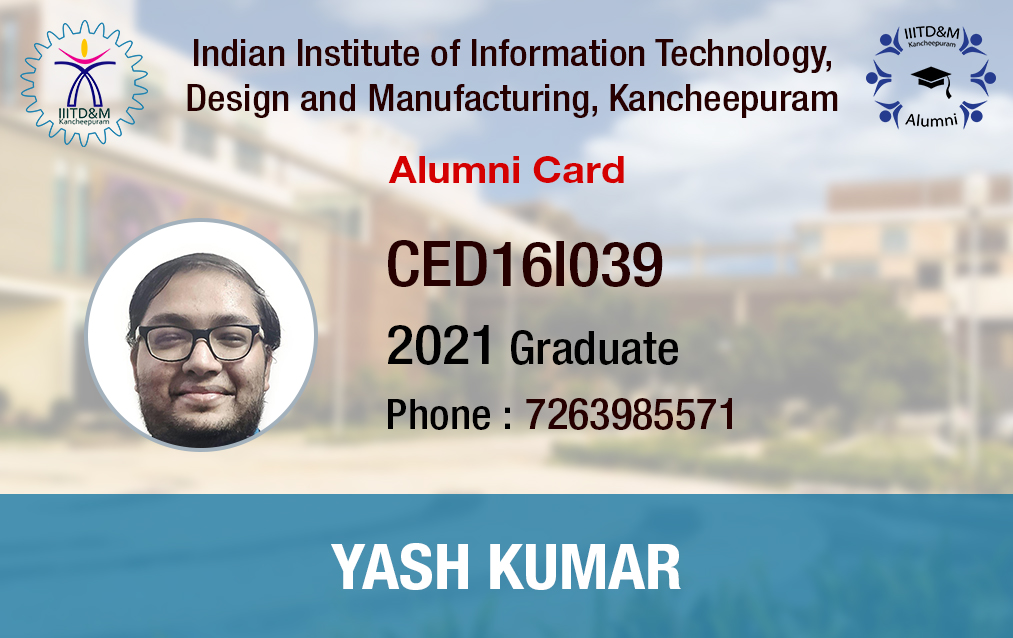 Indian Institute of Information Technology,
Design and Manufacturing, Kancheepuram
IIITD&M
Kancheepuram
IIITD&M
Kancheepuram
Alumni
Alumni Card
CED16I039
2021 Graduate
Phone : 7263985571
YASH KUMAR